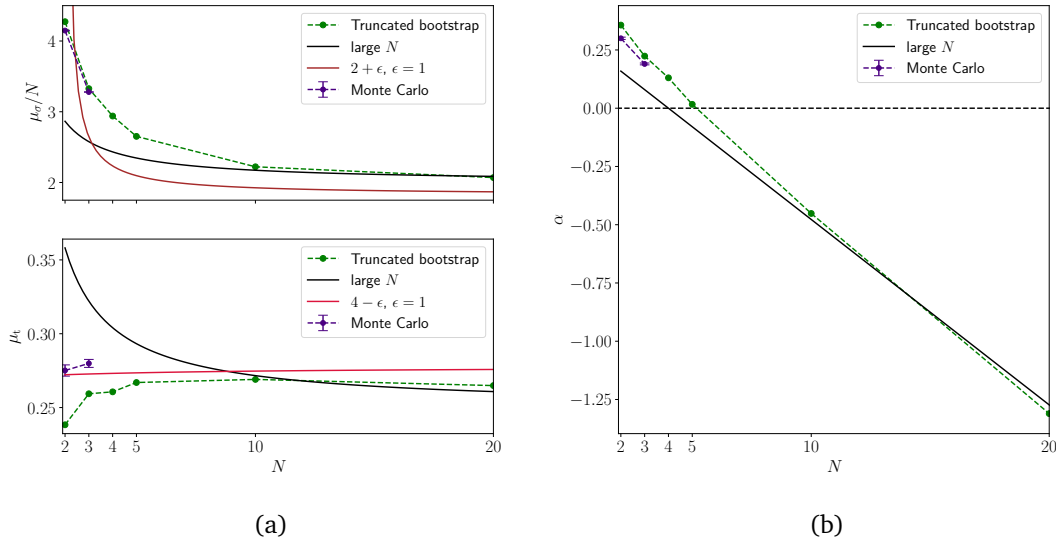 4
3
2
μσ/N
Truncated bootstrap
large N
2 + ϵ, ϵ = 1
Monte Carlo
0.35
0.30
0.25
μt
Truncated bootstrap
large N
4 − ϵ, ϵ = 1
Monte Carlo
2 3 4 5 10 20
N
(a)
0.25
0.00
−0.25
−0.50
−0.75
−1.00
−1.25
α
Truncated bootstrap
large N
Monte Carlo
2 3 4 5 10 20
N
(b)